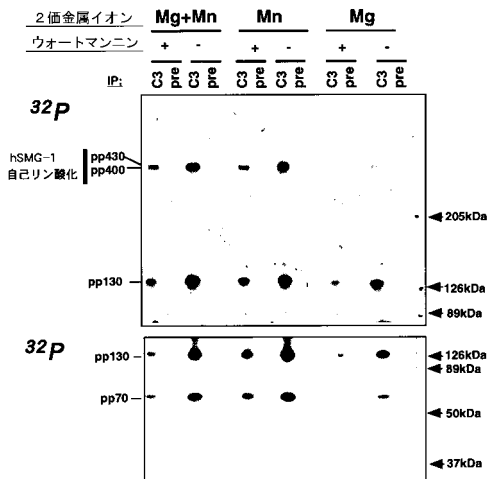 2価金属イオン Mg+Mn Mn Mg
ウォートマンニン + - + - + -
IP: C3 pre C3 pre C3 pre C3 pre C3 pre C3 pre
32P
hSMG-1
自己リン酸化
pp430
pp400
205kDa
pp130
126kDa
89kDa
32P
pp130
126kDa
89kDa
pp70
50kDa
37kDa